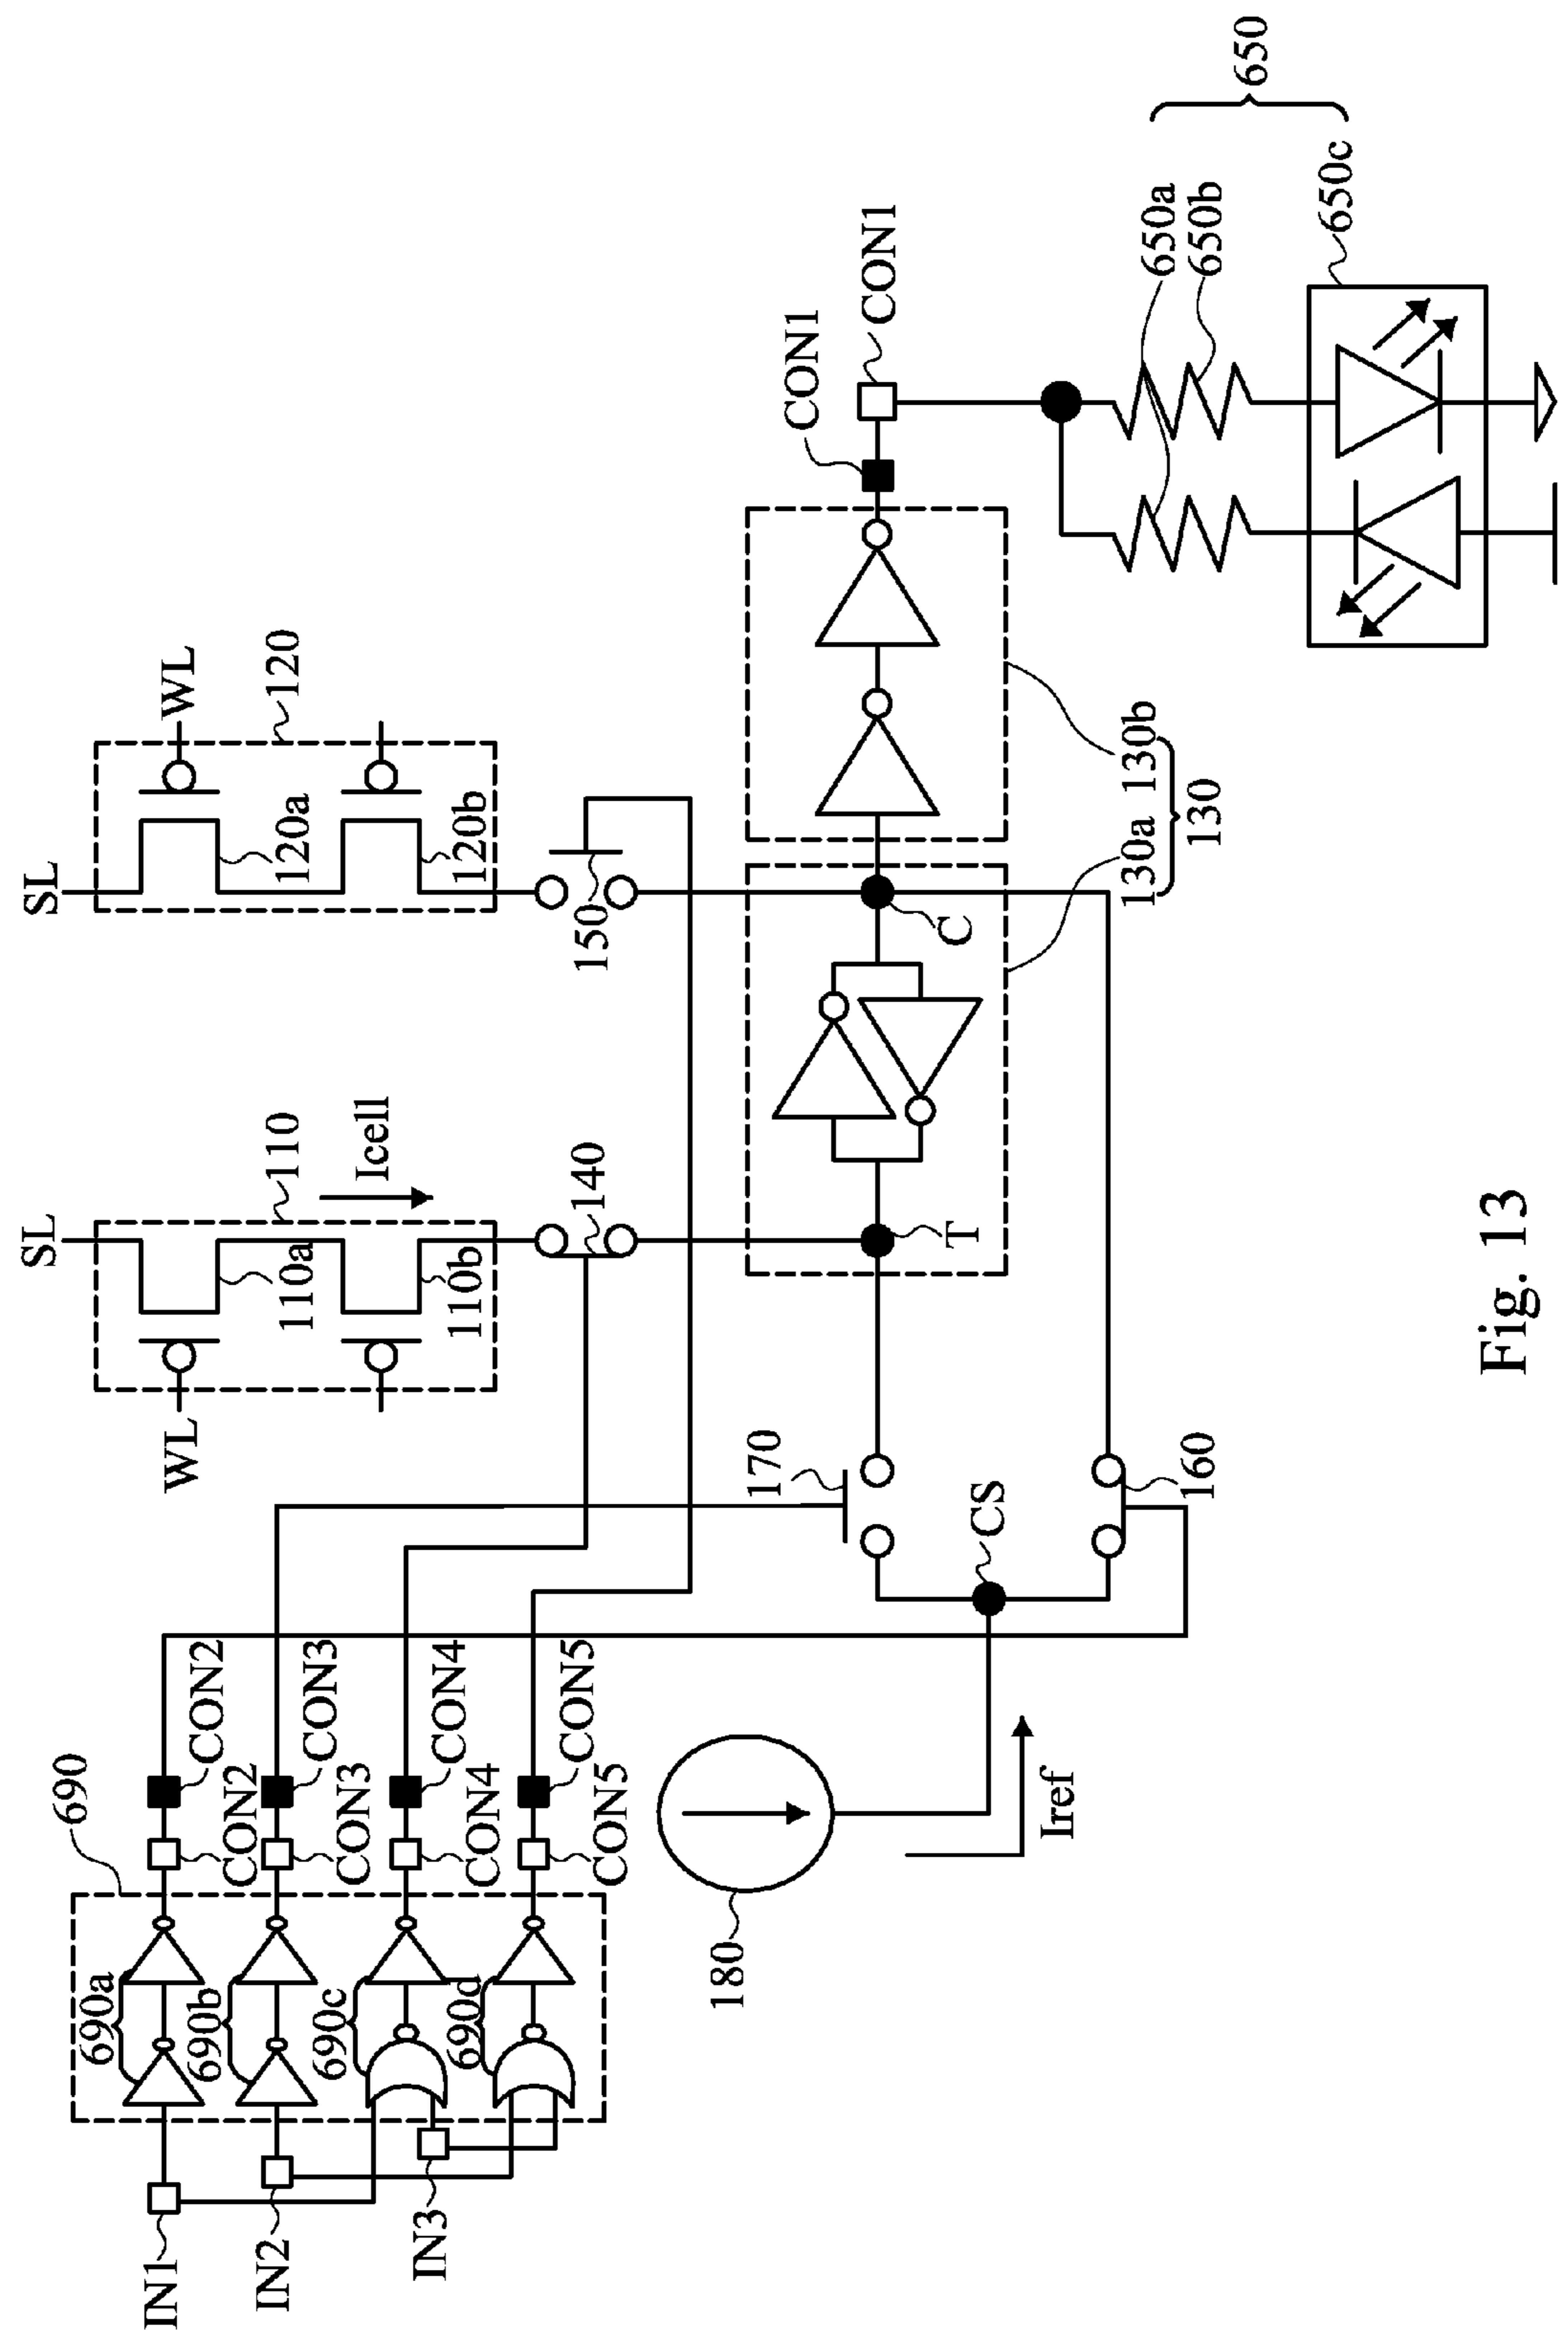 SL
SL
WL
WL
120
110
120a
110a
120b
110b
Icell
150
140
690
690a
690b
690c
690d
IN1
IN2
IN3
CON2
CON2
CON3
CON3
CON4
CON4
CON5
CON5
170
160
CS
180
Iref
T
C
130a
130b
130
CON1
CON1
650a
650b
650c
650
Fig. 13